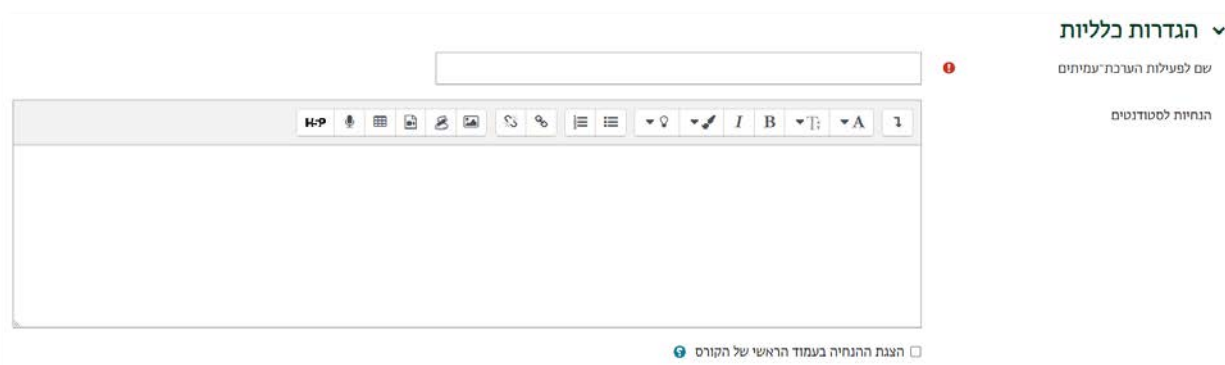 הגדרות כלליות
שם לפעילות הערכת־עמיתים
הנחיות לסטודנטים
A T B I H-P
הצגת ההנחיה בעמוד הראשי של הקורס